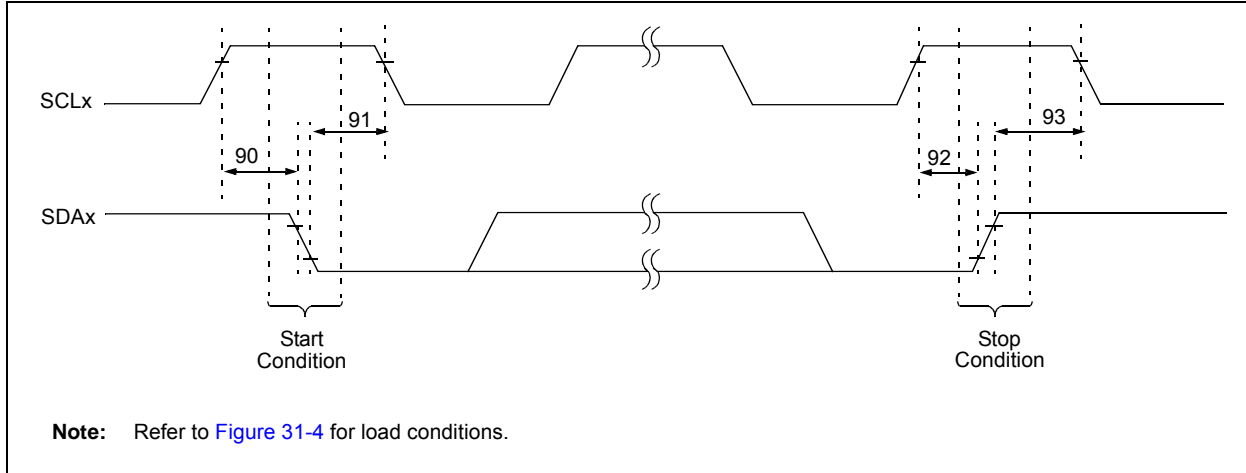 SCLx
91
93
90
92
SDAx
Start
Condition
Stop
Condition
Note: Refer to Figure 31-4 for load conditions.